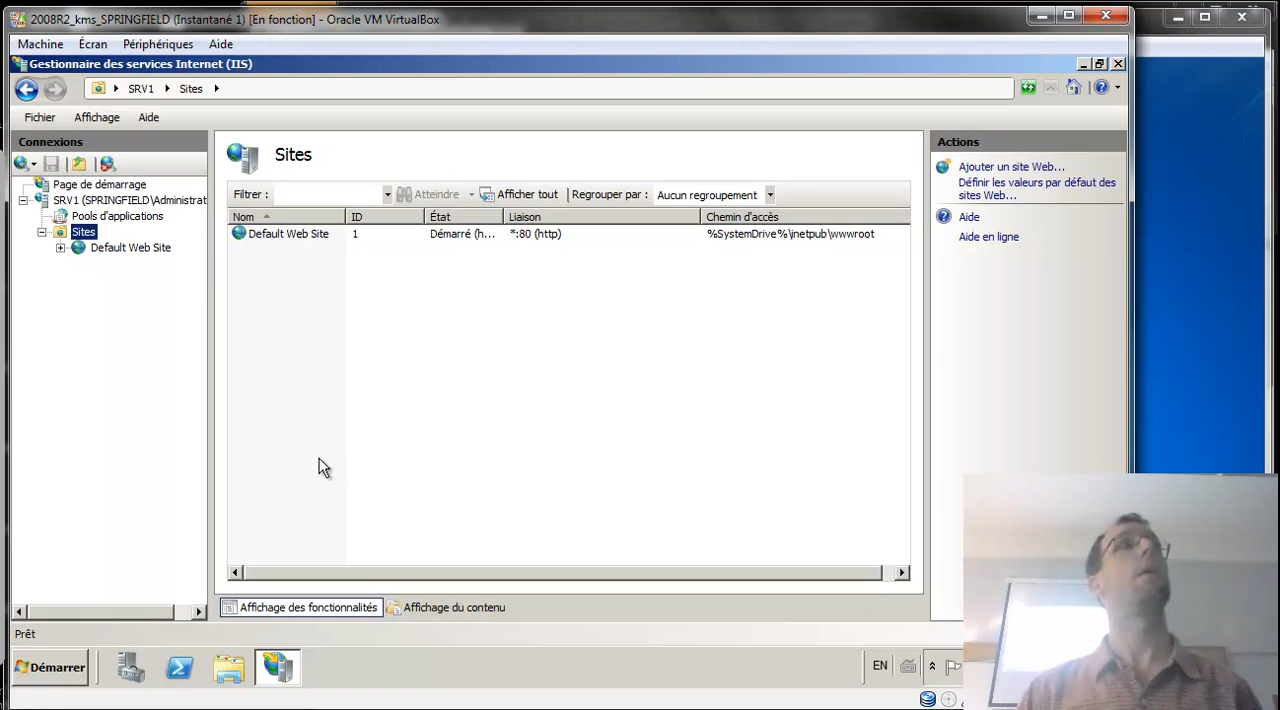 2008R2_kms_SPRINGFIELD (Instantané 1) [En fonction] - Oracle VM VirtualBox
Machine Écran Périphériques Aide
Gestionnaire des services Internet (IIS)
SRV1 Sites
Fichier Affichage Aide
Connexions
Page de démarrage
SRV1 (SPRINGFIELD\Administrat
Pools d'applications
Sites
Default Web Site
Sites
Filtrer : Atteindre Afficher tout Regrouper par : Aucun regroupement
Nom ID État Liaison Chemin d'accès
Default Web Site 1 Démarré (h... *:80 (http) %SystemDrive%\inetpub\wwwroot
Affichage des fonctionnalités Affichage du contenu
Actions
Ajouter un site Web...
Définir les valeurs par défaut des
sites Web...
Aide
Aide en ligne
Prêt
Démarrer EN